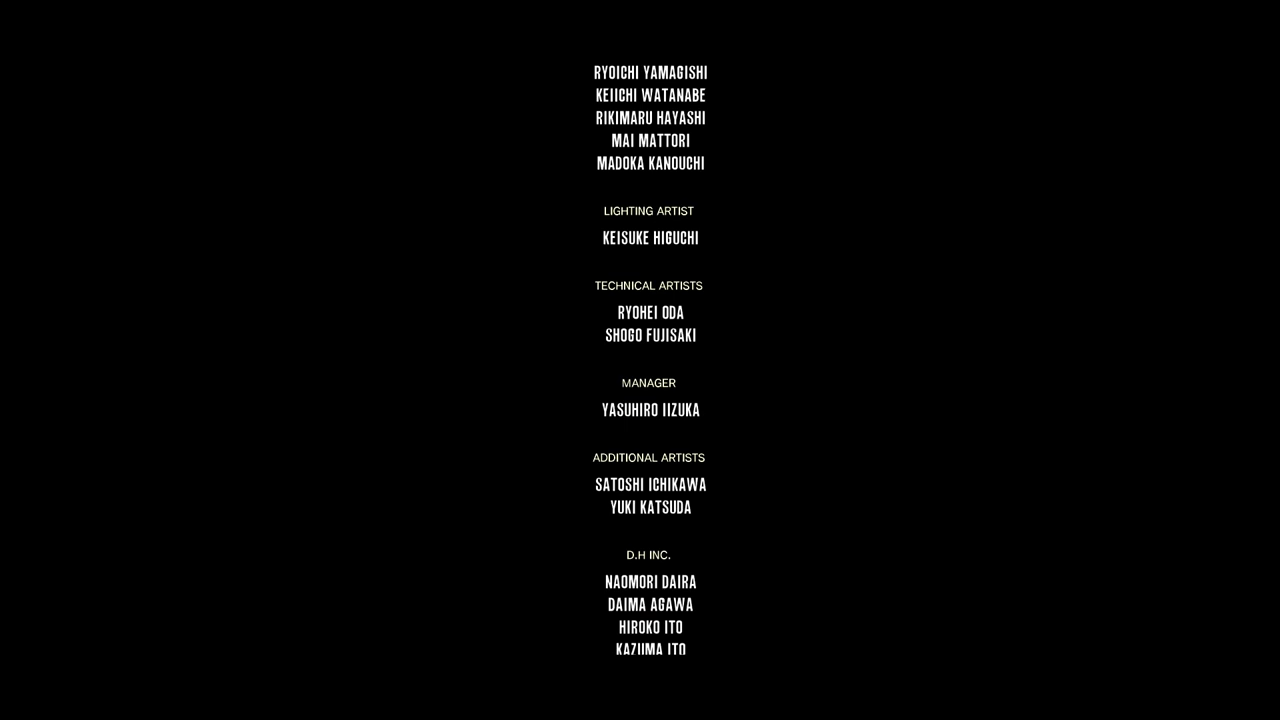 RYOICHI YAMAGISHI
KEIICHI WATANABE
RIKIMARU HAYASHI
MAI MATTORI
MADOKA KANOUCHI
LIGHTING ARTIST
KEISUKE HIGUCHI
TECHNICAL ARTISTS
RYOHEI ODA
SHOGO FUJISAKI
MANAGER
YASUHIRO IIZUKA
ADDITIONAL ARTISTS
SATOSHI ICHIKAWA
YUKI KATSUDA
D.H INC.
NAOMORI DAIRA
DAIMA AGAWA
HIROKO ITO
ITO